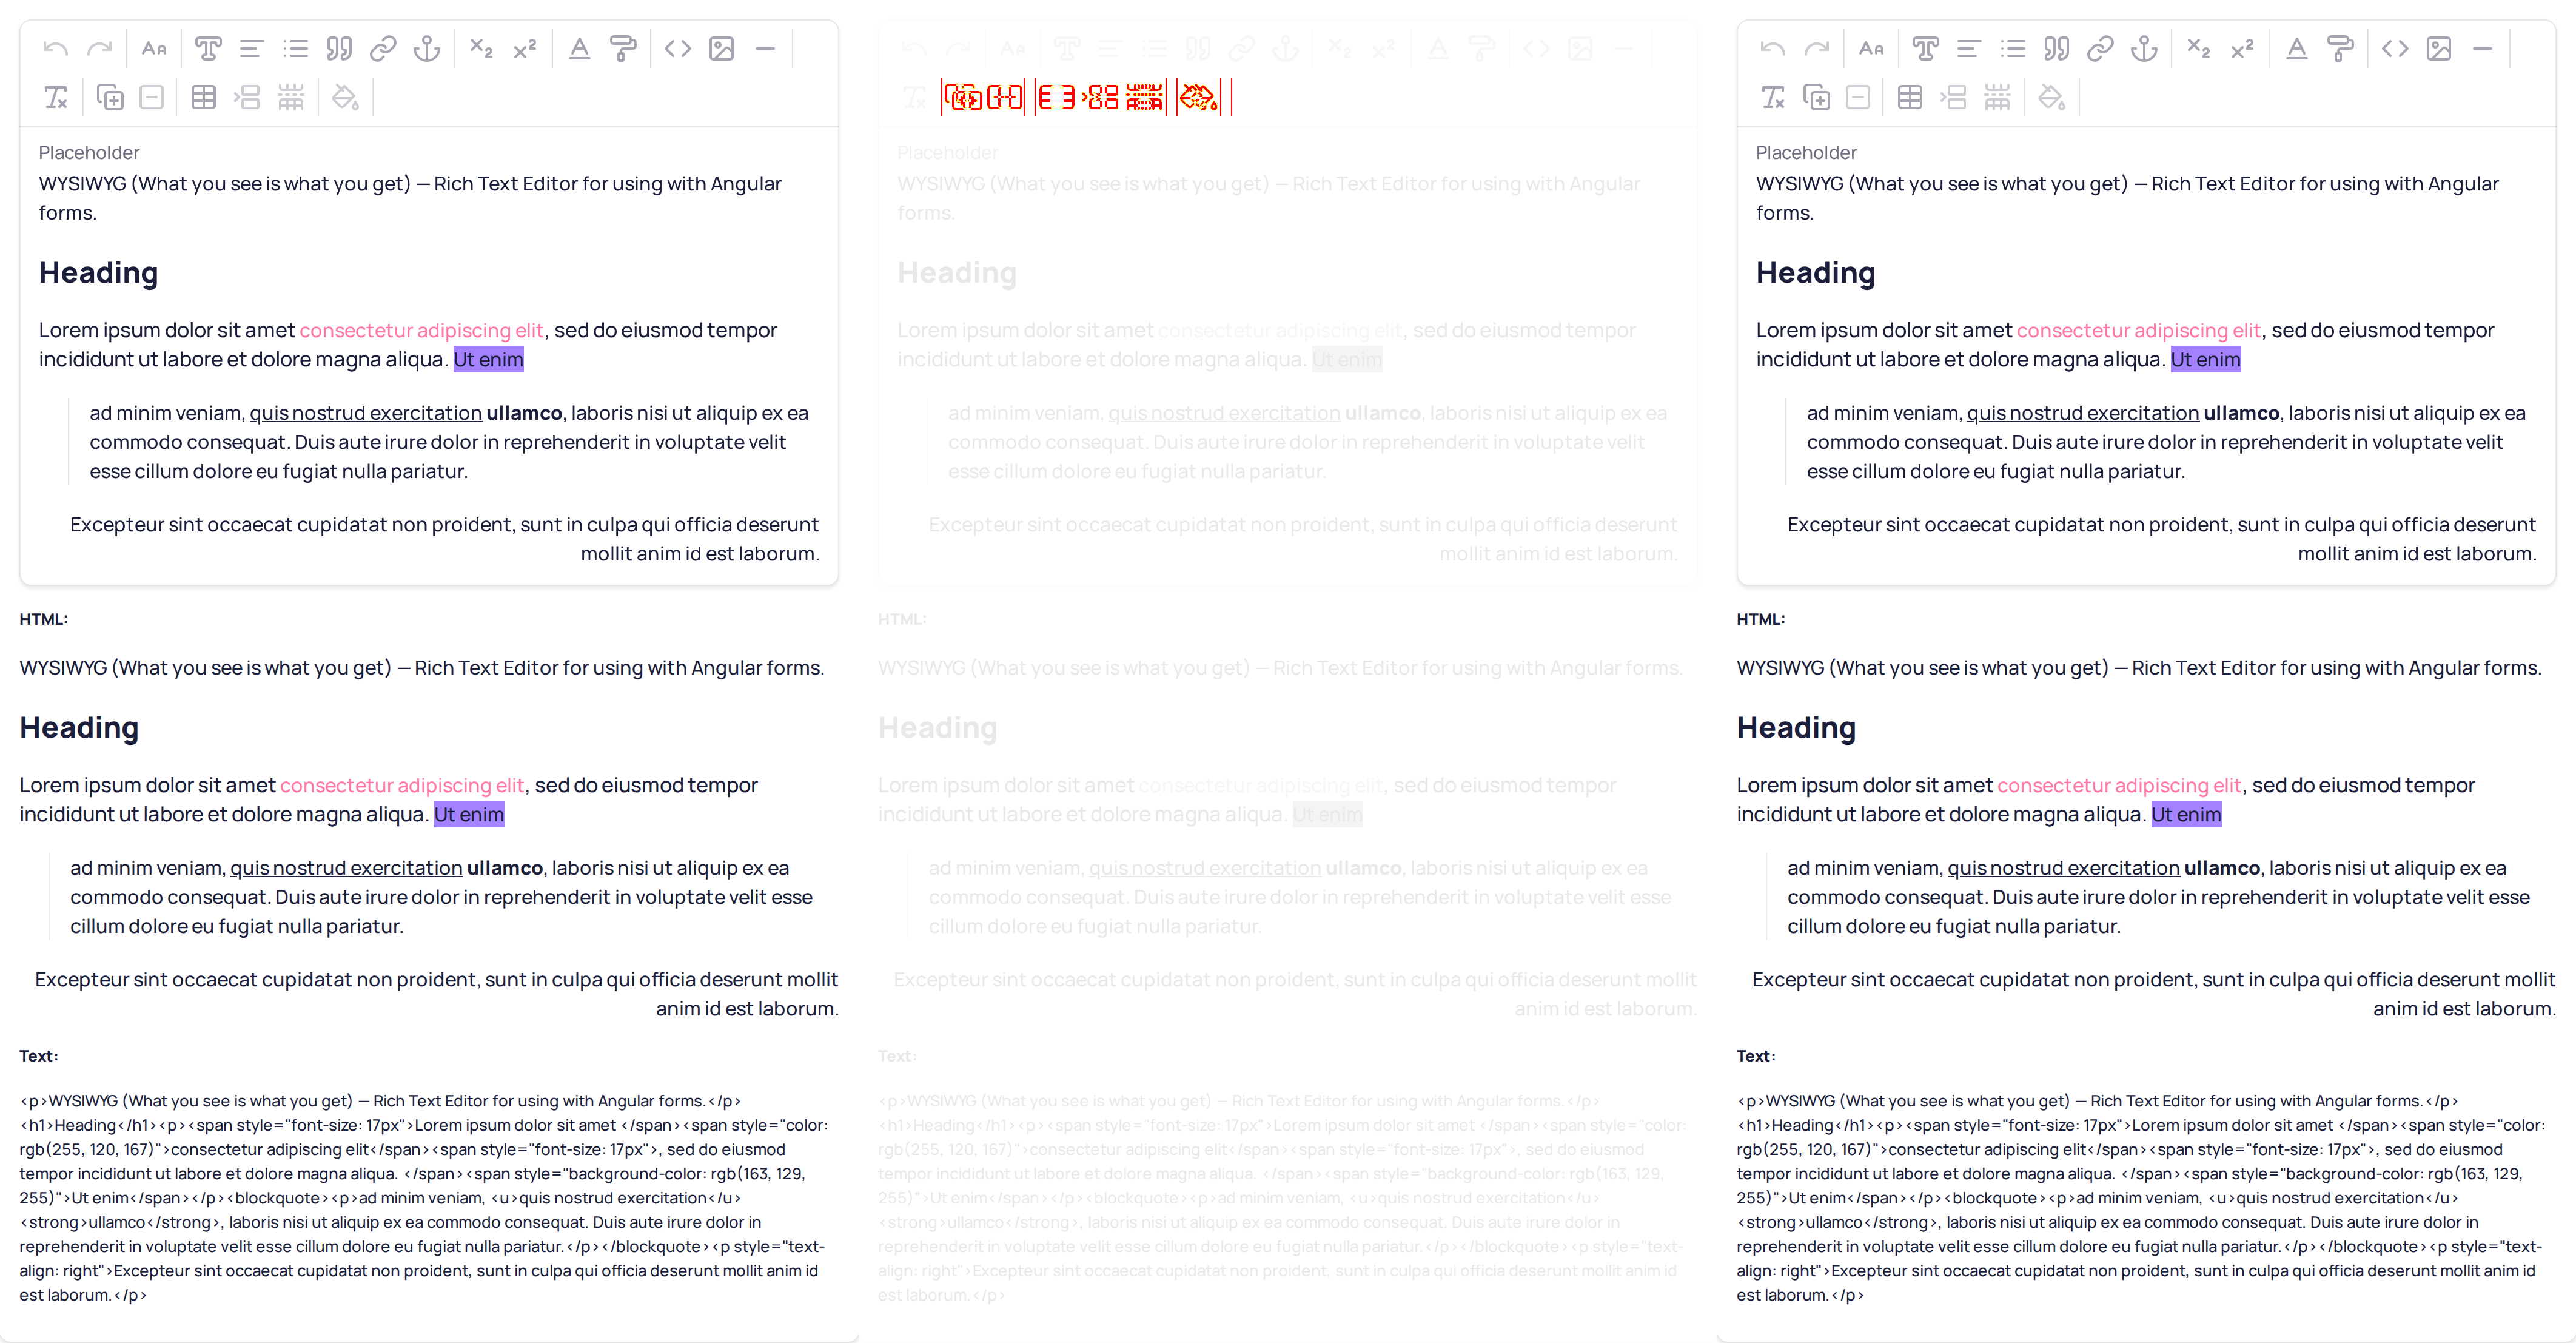 Placeholder
WYSIWYG (What you see is what you get) — Rich Text Editor for using with Angular
forms.
Heading
Lorem ipsum dolor sit amet consectetur adipiscing elit, sed do eiusmod tempor
incididunt ut labore et dolore magna aliqua. Ut enim
ad minim veniam, quis nostrud exercitation ullamco, laboris nisi ut aliquip ex ea
commodo consequat. Duis aute irure dolor in reprehenderit in voluptate velit
esse cillum dolore eu fugiat nulla pariatur.
Excepteur sint occaecat cupidatat non proident, sunt in culpa qui officia deserunt
mollit anim id est laborum.
HTML:
WYSIWYG (What you see is what you get) — Rich Text Editor for using with Angular forms.
Heading
Lorem ipsum dolor sit amet consectetur adipiscing elit, sed do eiusmod tempor
incididunt ut labore et dolore magna aliqua. Ut enim
ad minim veniam, quis nostrud exercitation ullamco, laboris nisi ut aliquip ex ea
commodo consequat. Duis aute irure dolor in reprehenderit in voluptate velit esse
cillum dolore eu fugiat nulla pariatur.
Excepteur sint occaecat cupidatat non proident, sunt in culpa qui officia deserunt mollit
anim id est laborum.
Text:
<p>WYSIWYG (What you see is what you get) — Rich Text Editor for using with Angular forms.</p>
<h1>Heading</h1><p><span style="font-size: 17px">Lorem ipsum dolor sit amet </span><span style="color:
rgb(255, 120, 167)">consectetur adipiscing elit</span><span style="font-size: 17px">, sed do eiusmod
tempor incididunt ut labore et dolore magna aliqua. </span><span style="background-color: rgb(163, 129,
255)">Ut enim</span></p><blockquote><p>ad minim veniam, <u>quis nostrud exercitation</u>
<strong>ullamco</strong>, laboris nisi ut aliquip ex ea commodo consequat. Duis aute irure dolor in
reprehenderit in voluptate velit esse cillum dolore eu fugiat nulla pariatur.</p></blockquote><p style="text-
align: right">Excepteur sint occaecat cupidatat non proident, sunt in culpa qui officia deserunt mollit anim id
est laborum.</p>
Placeholder
WYSIWYG (What you see is what you get) — Rich Text Editor for using with Angular
forms.
Heading
Lorem ipsum dolor sit amet consectetur adipiscing elit, sed do eiusmod tempor
incididunt ut labore et dolore magna aliqua. Ut enim
ad minim veniam, quis nostrud exercitation ullamco, laboris nisi ut aliquip ex ea
commodo consequat. Duis aute irure dolor in reprehenderit in voluptate velit
esse cillum dolore eu fugiat nulla pariatur.
Excepteur sint occaecat cupidatat non proident, sunt in culpa qui officia deserunt
mollit anim id est laborum.
HTML:
WYSIWYG (What you see is what you get) — Rich Text Editor for using with Angular forms.
Heading
Lorem ipsum dolor sit amet consectetur adipiscing elit, sed do eiusmod tempor
incididunt ut labore et dolore magna aliqua. Ut enim
ad minim veniam, quis nostrud exercitation ullamco, laboris nisi ut aliquip ex ea
commodo consequat. Duis aute irure dolor in reprehenderit in voluptate velit esse
cillum dolore eu fugiat nulla pariatur.
Excepteur sint occaecat cupidatat non proident, sunt in culpa qui officia deserunt mollit
anim id est laborum.
Text:
<p>WYSIWYG (What you see is what you get) — Rich Text Editor for using with Angular forms.</p>
<h1>Heading</h1><p><span style="font-size: 17px">Lorem ipsum dolor sit amet </span><span style="color:
rgb(255, 120, 167)">consectetur adipiscing elit</span><span style="font-size: 17px">, sed do eiusmod
tempor incididunt ut labore et dolore magna aliqua. </span><span style="background-color: rgb(163, 129,
255)">Ut enim</span></p><blockquote><p>ad minim veniam, <u>quis nostrud exercitation</u>
<strong>ullamco</strong>, laboris nisi ut aliquip ex ea commodo consequat. Duis aute irure dolor in
reprehenderit in voluptate velit esse cillum dolore eu fugiat nulla pariatur.</p></blockquote><p style="text-
align: right">Excepteur sint occaecat cupidatat non proident, sunt in culpa qui officia deserunt mollit anim id
est laborum.</p>
Placeholder
WYSIWYG (What you see is what you get) — Rich Text Editor for using with Angular
forms.
Heading
Lorem ipsum dolor sit amet consectetur adipiscing elit, sed do eiusmod tempor
incididunt ut labore et dolore magna aliqua. Ut enim
ad minim veniam, quis nostrud exercitation ullamco, laboris nisi ut aliquip ex ea
commodo consequat. Duis aute irure dolor in reprehenderit in voluptate velit
esse cillum dolore eu fugiat nulla pariatur.
Excepteur sint occaecat cupidatat non proident, sunt in culpa qui officia deserunt
mollit anim id est laborum.
HTML:
WYSIWYG (What you see is what you get) — Rich Text Editor for using with Angular forms.
Heading
Lorem ipsum dolor sit amet consectetur adipiscing elit, sed do eiusmod tempor
incididunt ut labore et dolore magna aliqua. Ut enim
ad minim veniam, quis nostrud exercitation ullamco, laboris nisi ut aliquip ex ea
commodo consequat. Duis aute irure dolor in reprehenderit in voluptate velit esse
cillum dolore eu fugiat nulla pariatur.
Excepteur sint occaecat cupidatat non proident, sunt in culpa qui officia deserunt mollit
anim id est laborum.
Text:
<p>WYSIWYG (What you see is what you get) — Rich Text Editor for using with Angular forms.</p>
<h1>Heading</h1><p><span style="font-size: 17px">Lorem ipsum dolor sit amet </span><span style="color:
rgb(255, 120, 167)">consectetur adipiscing elit</span><span style="font-size: 17px">, sed do eiusmod
tempor incididunt ut labore et dolore magna aliqua. </span><span style="background-color: rgb(163, 129,
255)">Ut enim</span></p><blockquote><p>ad minim veniam, <u>quis nostrud exercitation</u>
<strong>ullamco</strong>, laboris nisi ut aliquip ex ea commodo consequat. Duis aute irure dolor in
reprehenderit in voluptate velit esse cillum dolore eu fugiat nulla pariatur.</p></blockquote><p style="text-
align: right">Excepteur sint occaecat cupidatat non proident, sunt in culpa qui officia deserunt mollit anim id
est laborum.</p>